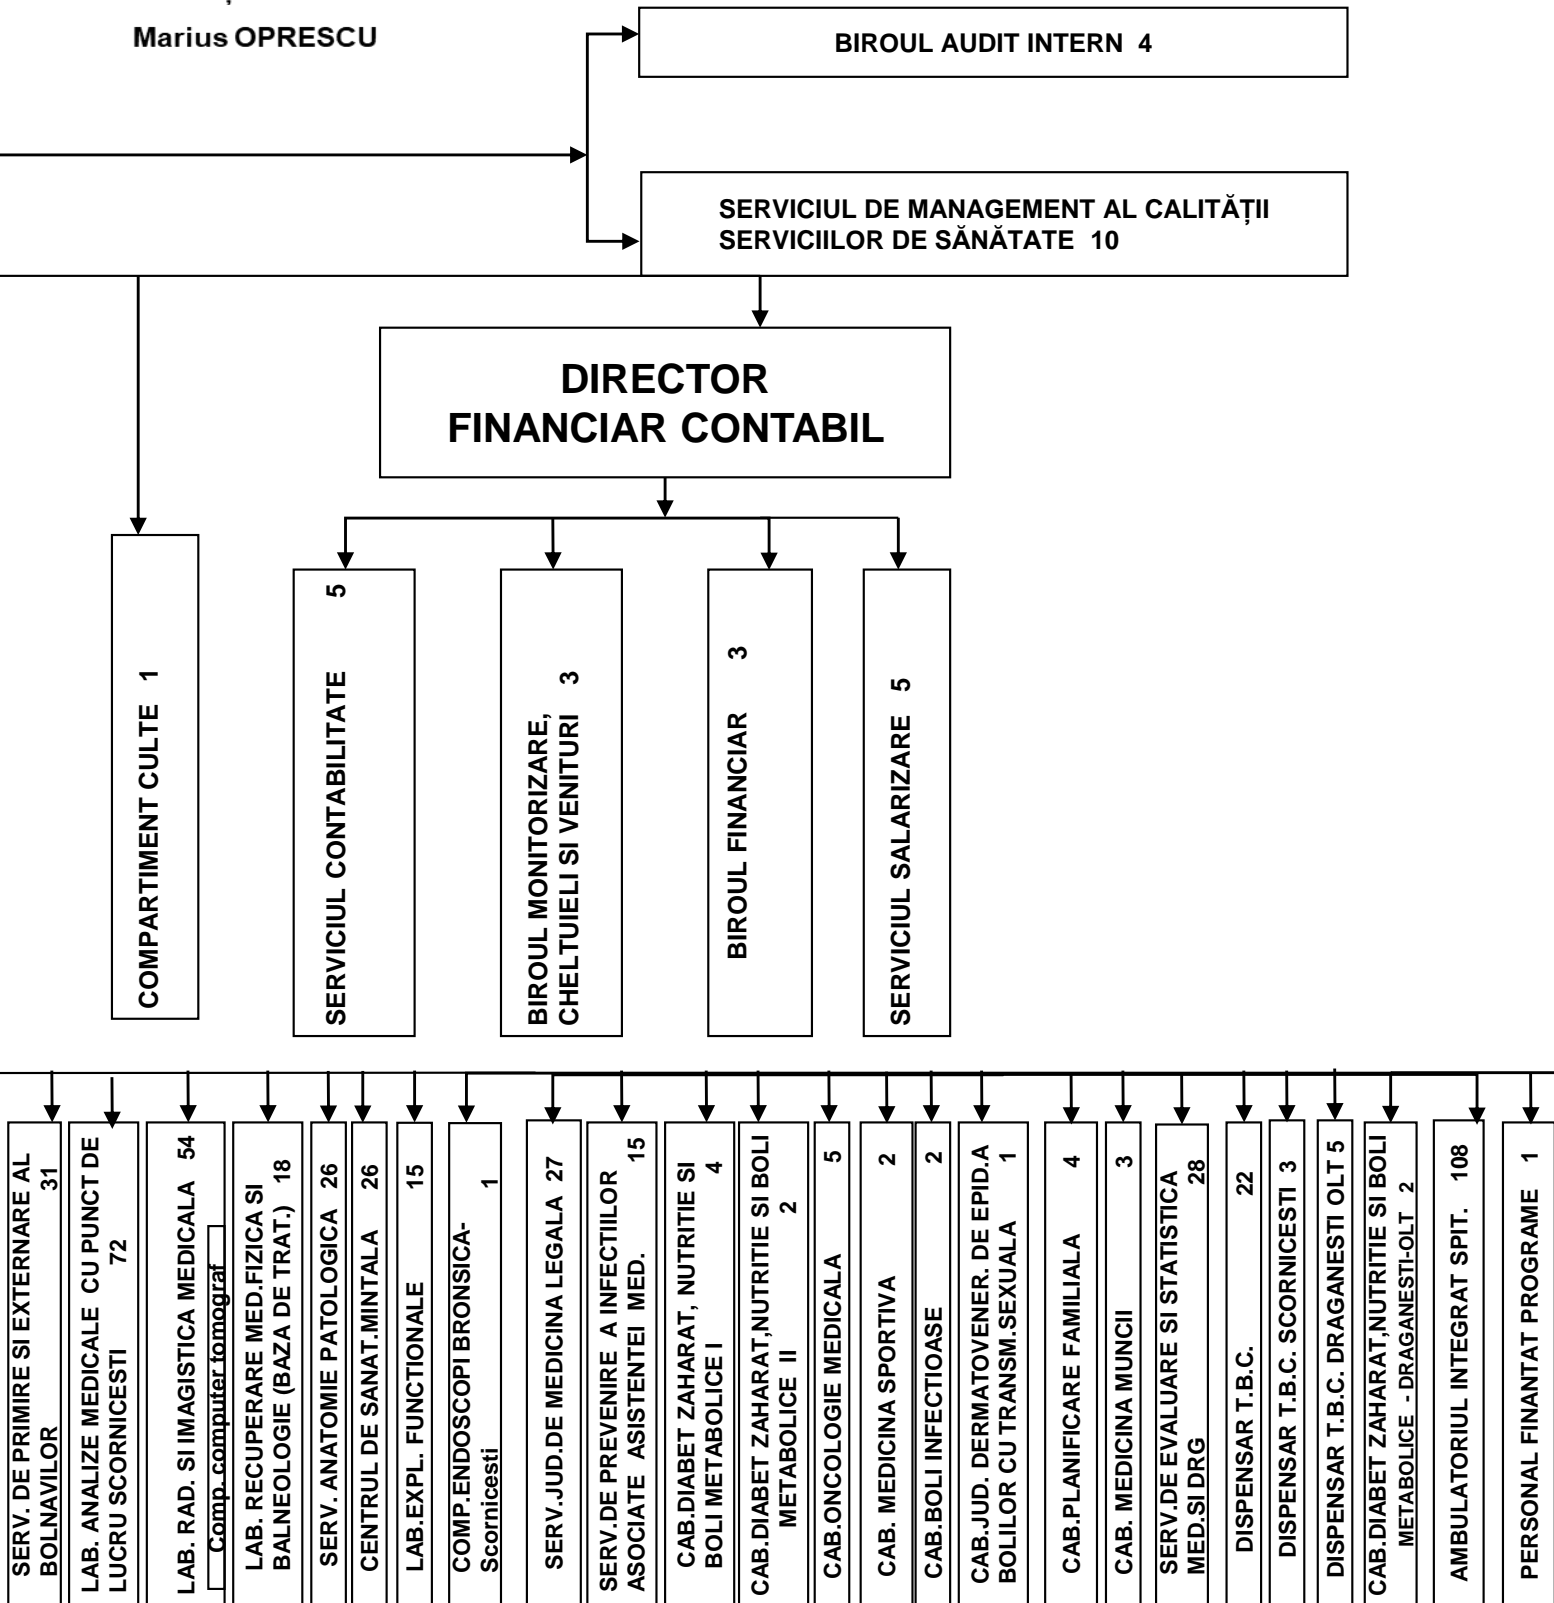 Marius OPRESCU
BIROUL AUDIT INTERN 4
SERVICIUL DE MANAGEMENT AL CALITĂȚII
SERVICIILOR DE SĂNĂTATE 10
DIRECTOR
FINANCIAR CONTABIL
COMPARTIMENT CULTE 1
SERVICIUL CONTABILITATE 5
BIROUL MONITORIZARE,
CHELTUIELI SI VENITURI 3
BIROUL FINANCIAR 3
SERVICIUL SALARIZARE 5
SERV. DE PRIMIRE SI EXTERNARE AL
BOLNAVILOR 31
LAB. ANALIZE MEDICALE CU PUNCT DE
LUCRU SCORNICESTI 72
LAB. RAD. SI IMAGISTICA MEDICALA 54
Comp. computer tomograf
LAB. RECUPERARE MED.FIZICA SI
BALNEOLOGIE (BAZA DE TRAT.) 18
SERV. ANATOMIE PATOLOGICA 26
CENTRUL DE SANAT.MINTALA 26
LAB.EXPL. FUNCTIONALE 15
COMP.ENDOSCOPI BRONSICA-
Scornicesti 1
SERV.JUD.DE MEDICINA LEGALA 27
SERV.DE PREVENIRE A INFECTIILOR
ASOCIATE ASISTENTEI MED. 15
CAB.DIABET ZAHARAT, NUTRITIE SI
BOLI METABOLICE I 4
CAB.DIABET ZAHARAT,NUTRITIE SI BOLI
METABOLICE II 2
CAB.ONCOLOGIE MEDICALA 5
CAB. MEDICINA SPORTIVA 2
CAB.BOLI INFECTIOASE 2
CAB.JUD. DERMATOVENER. DE EPID.A
BOLILOR CU TRANSM.SEXUALA 1
CAB.PLANIFICARE FAMILIALA 4
CAB. MEDICINA MUNCII 3
SERV.DE EVALUARE SI STATISTICA
MED.SI DRG 28
DISPENSAR T.B.C. 22
DISPENSAR T.B.C. SCORNICESTI 3
DISPENSAR T.B.C. DRAGANESTI OLT 5
CAB.DIABET ZAHARAT,NUTRITIE SI BOLI
METABOLICE - DRAGANESTI-OLT 2
AMBULATORIUL INTEGRAT SPIT. 108
PERSONAL FINANTAT PROGRAME 1